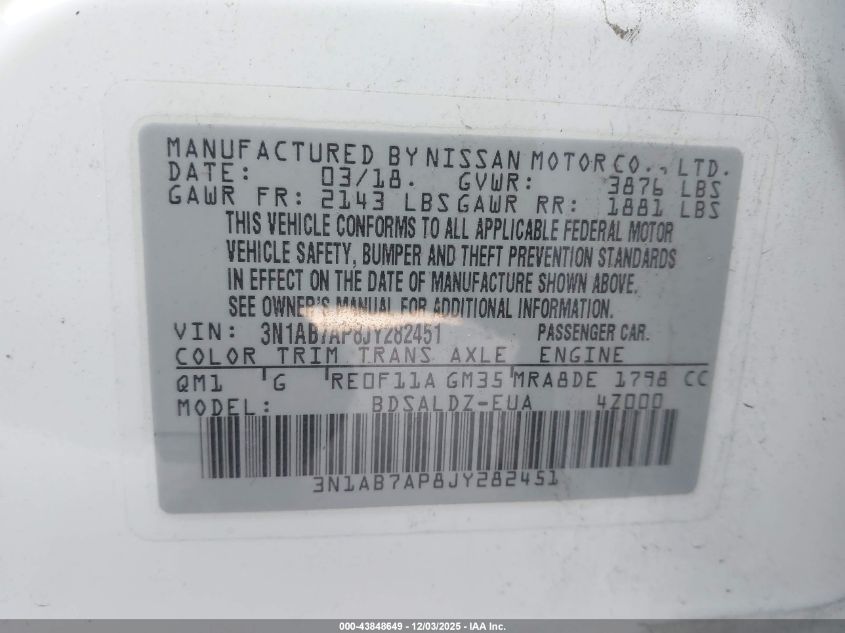 MANUFACTURED BY NISSAN MOTOR CO., LTD.
DATE: 03/18. GVWR: 3876 LBS
GAWR FR: 2143 LBS GAWR RR: 1881 LBS
THIS VEHICLE CONFORMS TO ALL APPLICABLE FEDERAL MOTOR
VEHICLE SAFETY, BUMPER AND THEFT PREVENTION STANDARDS
IN EFFECT ON THE DATE OF MANUFACTURE SHOWN ABOVE.
SEE OWNER'S MANUAL FOR ADDITIONAL INFORMATION.
VIN: 3N1AB7AP8JY282451 PASSENGER CAR.
COLOR TRIM TRANS AXLE ENGINE
QM1 G RE0F11A GM35 MRA8DE 1798 CC
MODEL: BDSALDZ-EUA 4Z000
3N1AB7AP8JY282451
000-43848649 - 12/03/2025 - IAA Inc.